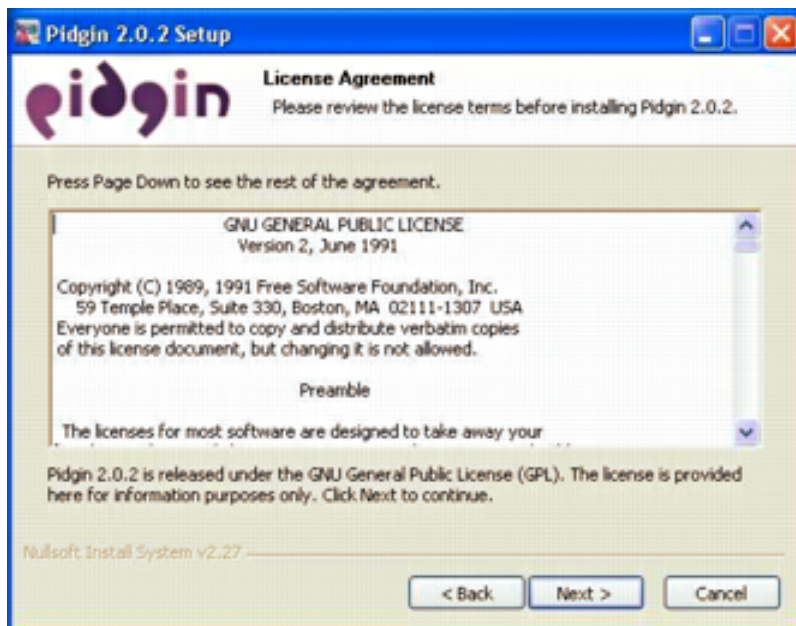 Pidgin 2.0.2 Setup
pidgin
License Agreement
Please review the license terms before installing Pidgin 2.0.2.
Press Page Down to see the rest of the agreement.
GNU GENERAL PUBLIC LICENSE
Version 2, June 1991
Copyright (C) 1989, 1991 Free Software Foundation, Inc.
59 Temple Place, Suite 330, Boston, MA 02111-1307 USA
Everyone is permitted to copy and distribute verbatim copies
of this license document, but changing it is not allowed.
Preamble
The licenses for most software are designed to take away your
Pidgin 2.0.2 is released under the GNU General Public License (GPL). The license is provided
here for information purposes only. Click Next to continue.
Nullsoft Install System v2.27
< Back
Next >
Cancel